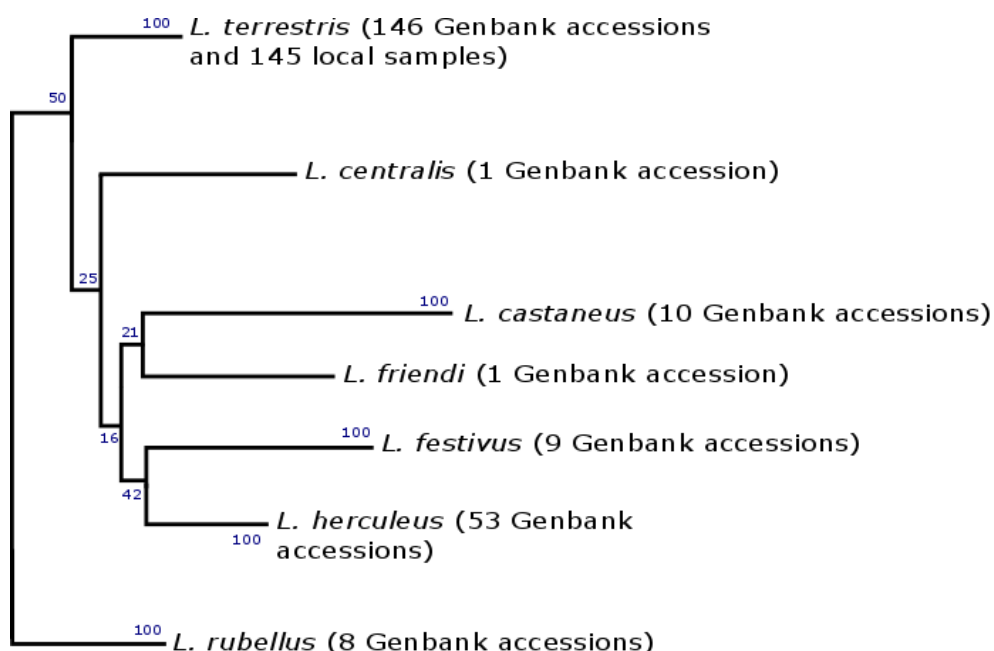 100
L. terrestris (146 Genbank accessions
and 145 local samples)
50
L. centralis (1 Genbank accession)
25
100
L. castaneus (10 Genbank accessions)
21
L. friendi (1 Genbank accession)
16
100
L. festivus (9 Genbank accessions)
42
L. herculeus (53 Genbank
accessions)
100
100
L. rubellus (8 Genbank accessions)